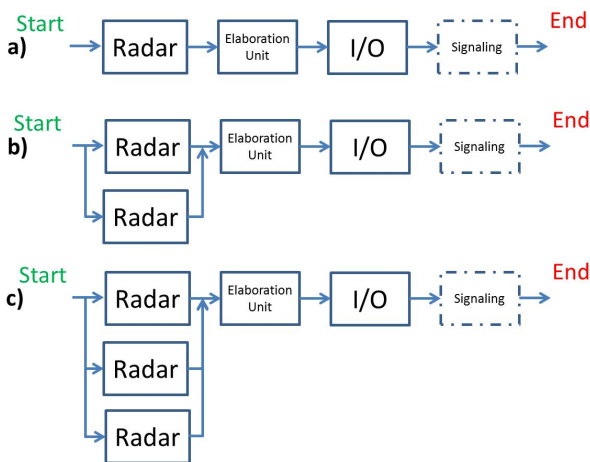 Start
End
a)
Radar
Elaboration
Unit
I/O
Signaling
Start
End
b)
Radar
Elaboration
Unit
I/O
Signaling
Radar
Start
End
c)
Radar
Elaboration
Unit
I/O
Signaling
Radar
Radar